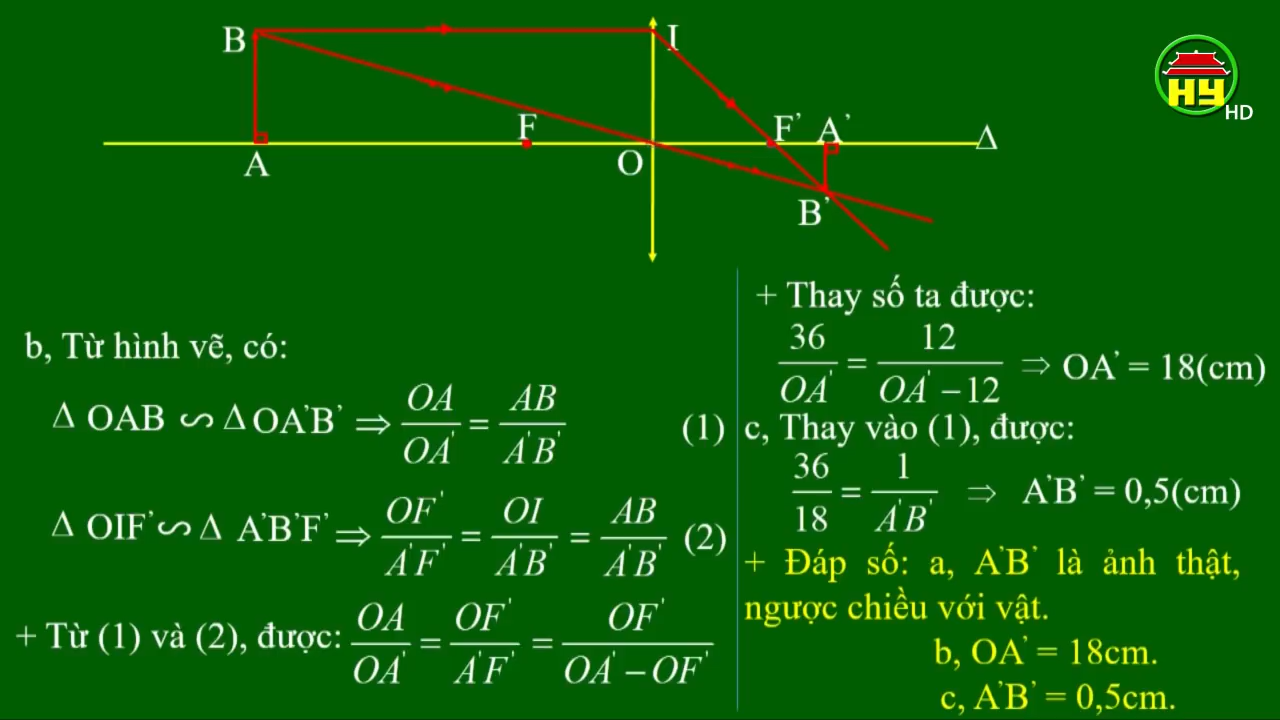 B
I
F
F’
A’
Δ
A
O
B’
HY
HD
b, Từ hình vẽ, có:
Δ OAB ∽ Δ OA’B’ ⇒ OA/OA' = AB/A'B' (1)
Δ OIF’ ∽ Δ A’B’F’ ⇒ OF'/A'F' = OI/A'B' = AB/A'B' (2)
+ Từ (1) và (2), được: OA/OA' = OF'/A'F' = OF'/(OA' − OF')
+ Thay số ta được:
36/OA' = 12/(OA' − 12) ⇒ OA’ = 18(cm)
c, Thay vào (1), được:
36/18 = 1/A'B' ⇒ A’B’ = 0,5(cm)
+ Đáp số: a, A’B’ là ảnh thật,
ngược chiều với vật.
b, OA’ = 18cm.
c, A’B’ = 0,5cm.